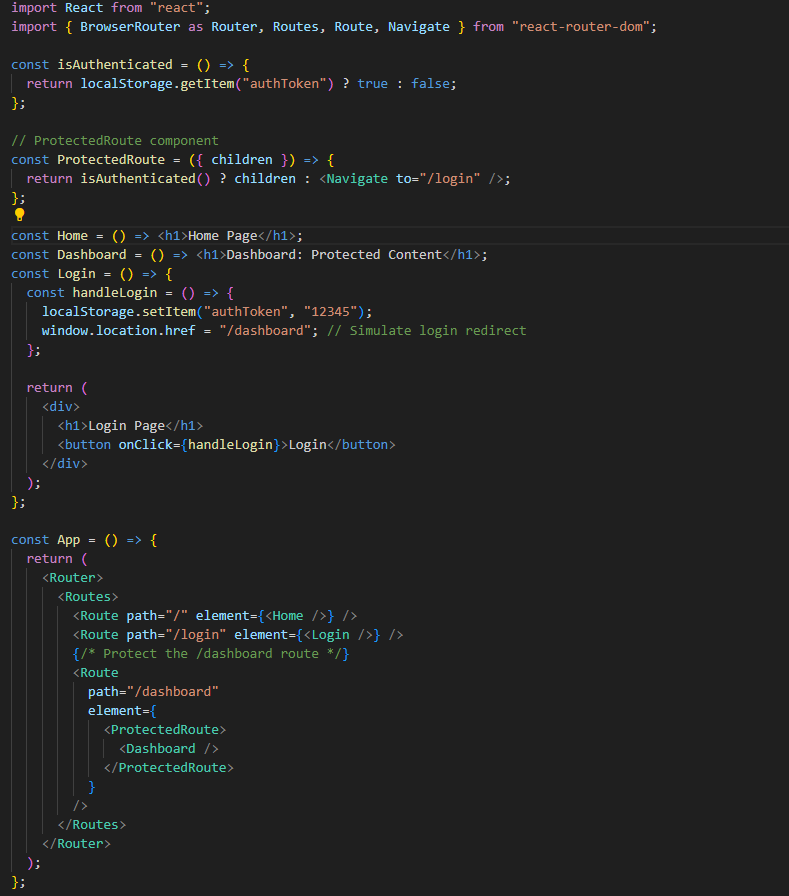 import React from "react";
import { BrowserRouter as Router, Routes, Route, Navigate } from "react-router-dom";

const isAuthenticated = () => {
  return localStorage.getItem("authToken") ? true : false;
};

// ProtectedRoute component
const ProtectedRoute = ({ children }) => {
  return isAuthenticated() ? children : <Navigate to="/login" />;
};

const Home = () => <h1>Home Page</h1>;
const Dashboard = () => <h1>Dashboard: Protected Content</h1>;
const Login = () => {
  const handleLogin = () => {
    localStorage.setItem("authToken", "12345");
    window.location.href = "/dashboard"; // Simulate login redirect
  };

  return (
    <div>
      <h1>Login Page</h1>
      <button onClick={handleLogin}>Login</button>
    </div>
  );
};

const App = () => {
  return (
    <Router>
      <Routes>
        <Route path="/" element={<Home />} />
        <Route path="/login" element={<Login />} />
        {/* Protect the /dashboard route */}
        <Route
          path="/dashboard"
          element={
            <ProtectedRoute>
              <Dashboard />
            </ProtectedRoute>
          }
        />
      </Routes>
    </Router>
  );
};